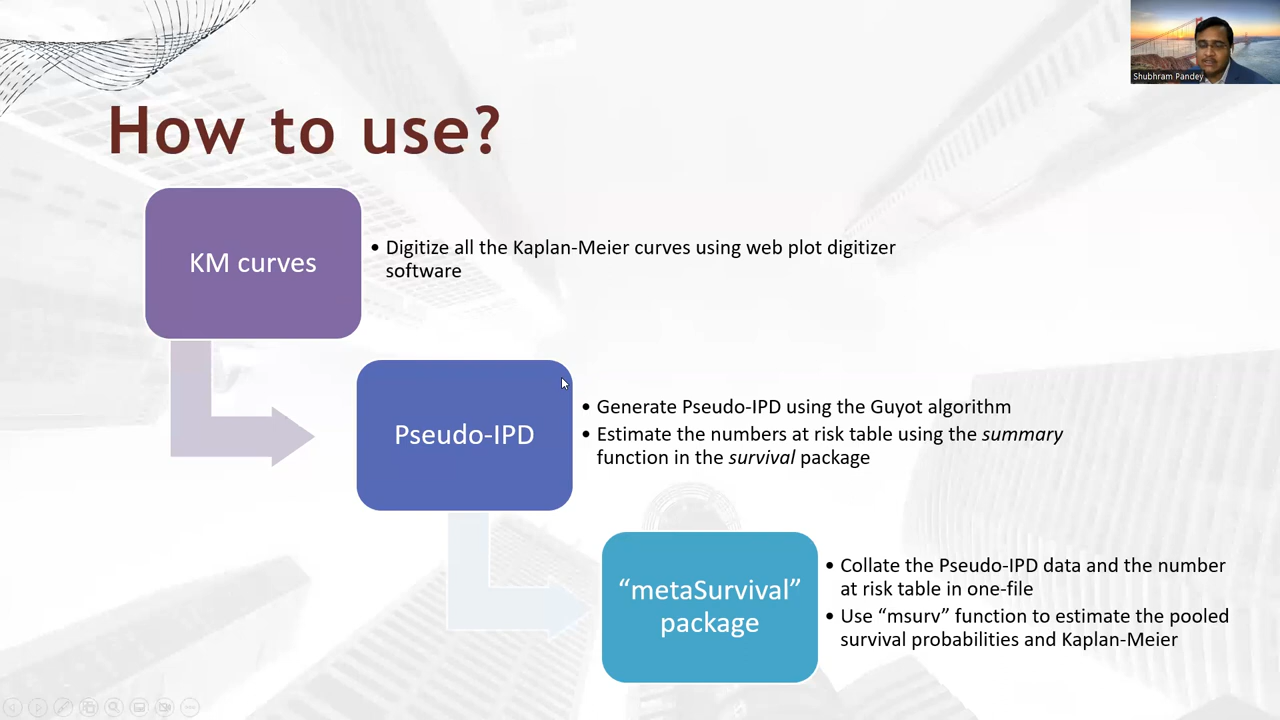 Shubhram Pandey
How to use?
KM curves
• Digitize all the Kaplan-Meier curves using web plot digitizer
software
Pseudo-IPD
• Generate Pseudo-IPD using the Guyot algorithm
• Estimate the numbers at risk table using the summary
function in the survival package
“metaSurvival”
package
• Collate the Pseudo-IPD data and the number
at risk table in one-file
• Use “msurv” function to estimate the pooled
survival probabilities and Kaplan-Meier